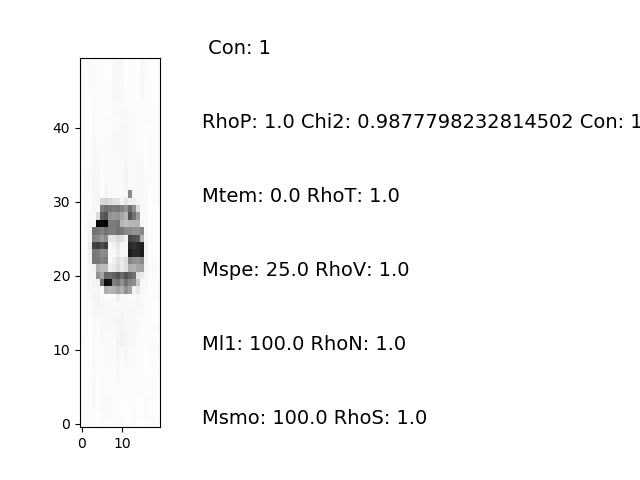 Con: 1
RhoP: 1.0 Chi2: 0.9877798232814502 Con: 1
Mtem: 0.0 RhoT: 1.0
Mspe: 25.0 RhoV: 1.0
Ml1: 100.0 RhoN: 1.0
Msmo: 100.0 RhoS: 1.0
40
30
20
10
0
0 10